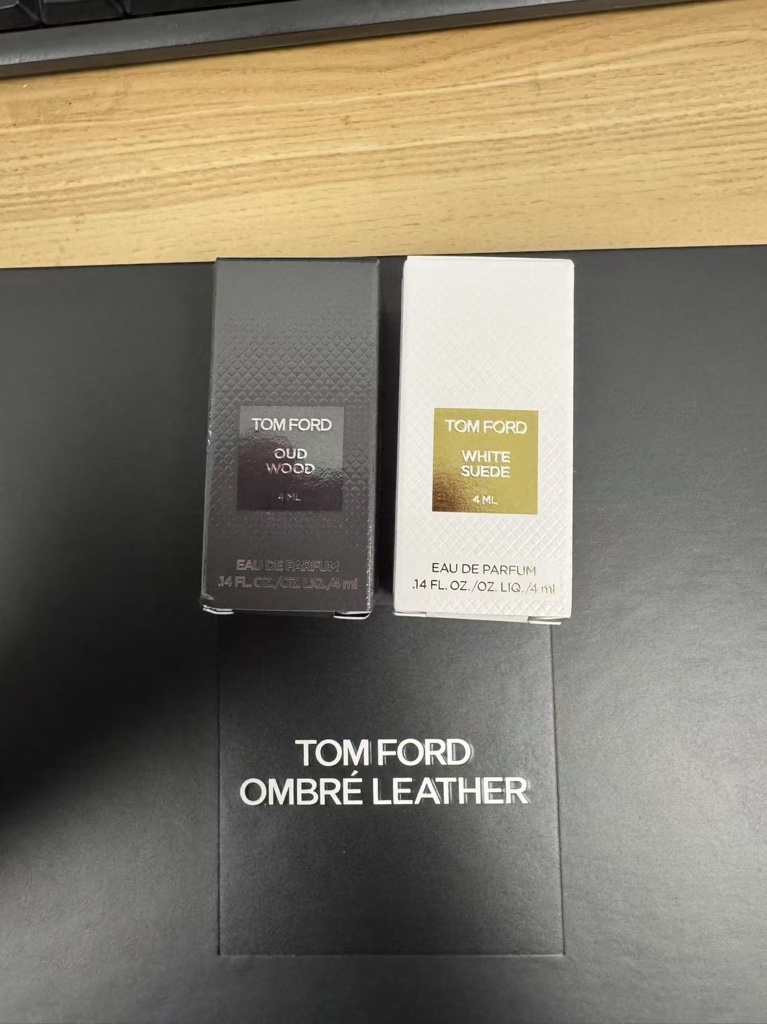 TOM FORD
OUD
WOOD
4 ML
EAU DE PARFUM
.14 FL. OZ./OZ. LIQ./4 ml
TOM FORD
WHITE
SUEDE
4 ML
EAU DE PARFUM
.14 FL. OZ./OZ. LIQ./4 ml
TOM FORD
OMBRÉ LEATHER